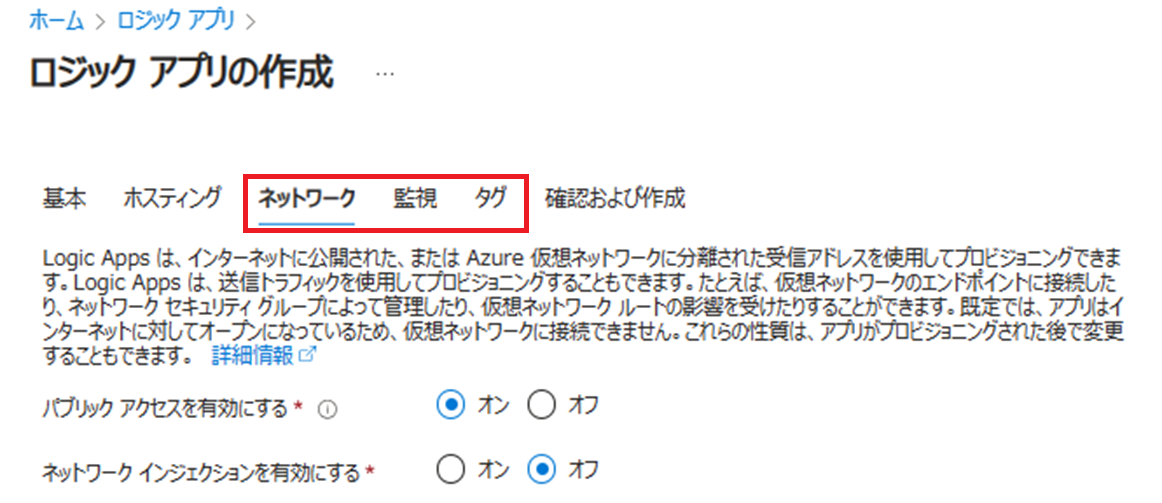 ホーム > ロジック アプリ >
ロジック アプリの作成 …
基本 ホスティング ネットワーク 監視 タグ 確認および作成
Logic Apps は、インターネットに公開された、または Azure 仮想ネットワークに分離された受信アドレスを使用してプロビジョニングできま
す。Logic Apps は、送信トラフィックを使用してプロビジョニングすることもできます。たとえば、仮想ネットワークのエンドポイントに接続した
り、ネットワーク セキュリティ グループによって管理したり、仮想ネットワーク ルートの影響を受けたりすることができます。既定では、アプリはイ
ンターネットに対してオープンになっているため、仮想ネットワークに接続できません。これらの性質は、アプリがプロビジョニングされた後で変更
することもできます。 詳細情報
パブリック アクセスを有効にする * オン オフ
ネットワーク インジェクションを有効にする * オン オフ